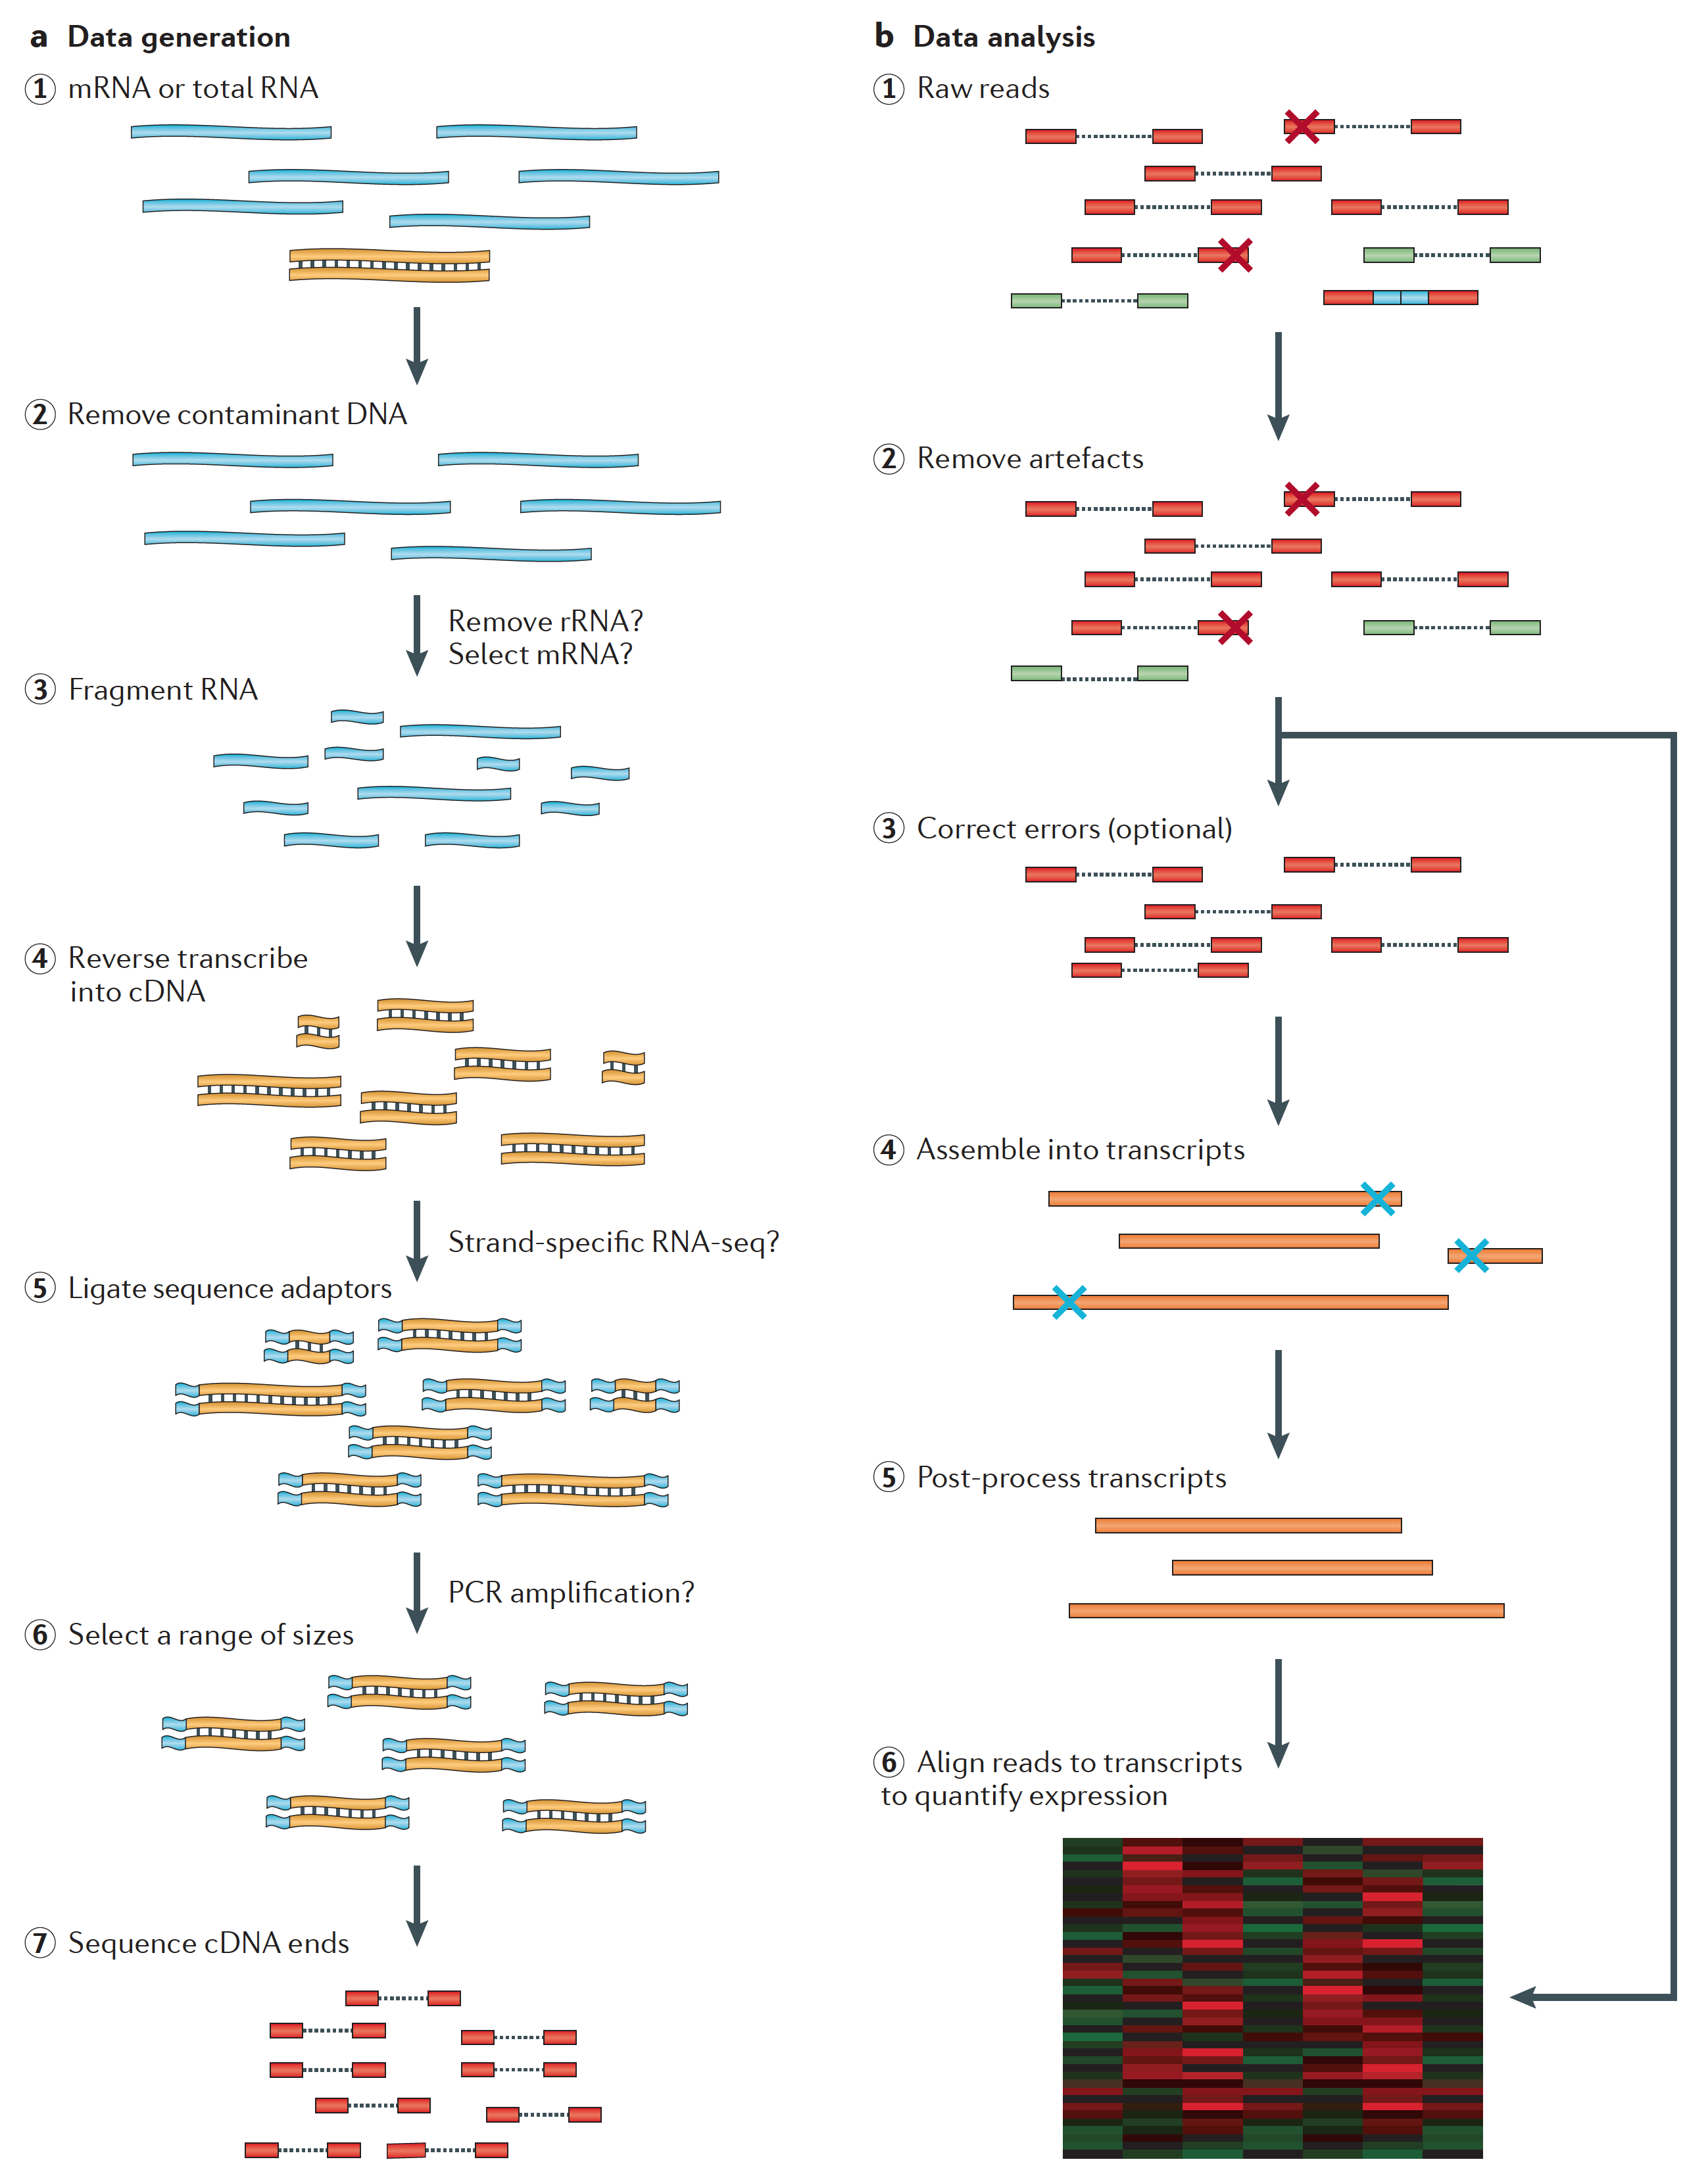 a Data generation
1 mRNA or total RNA
2 Remove contaminant DNA
Remove rRNA?
Select mRNA?
3 Fragment RNA
4 Reverse transcribe
into cDNA
Strand-specific RNA-seq?
5 Ligate sequence adaptors
PCR amplification?
6 Select a range of sizes
7 Sequence cDNA ends
b Data analysis
1 Raw reads
2 Remove artefacts
3 Correct errors (optional)
4 Assemble into transcripts
5 Post-process transcripts
6 Align reads to transcripts
to quantify expression